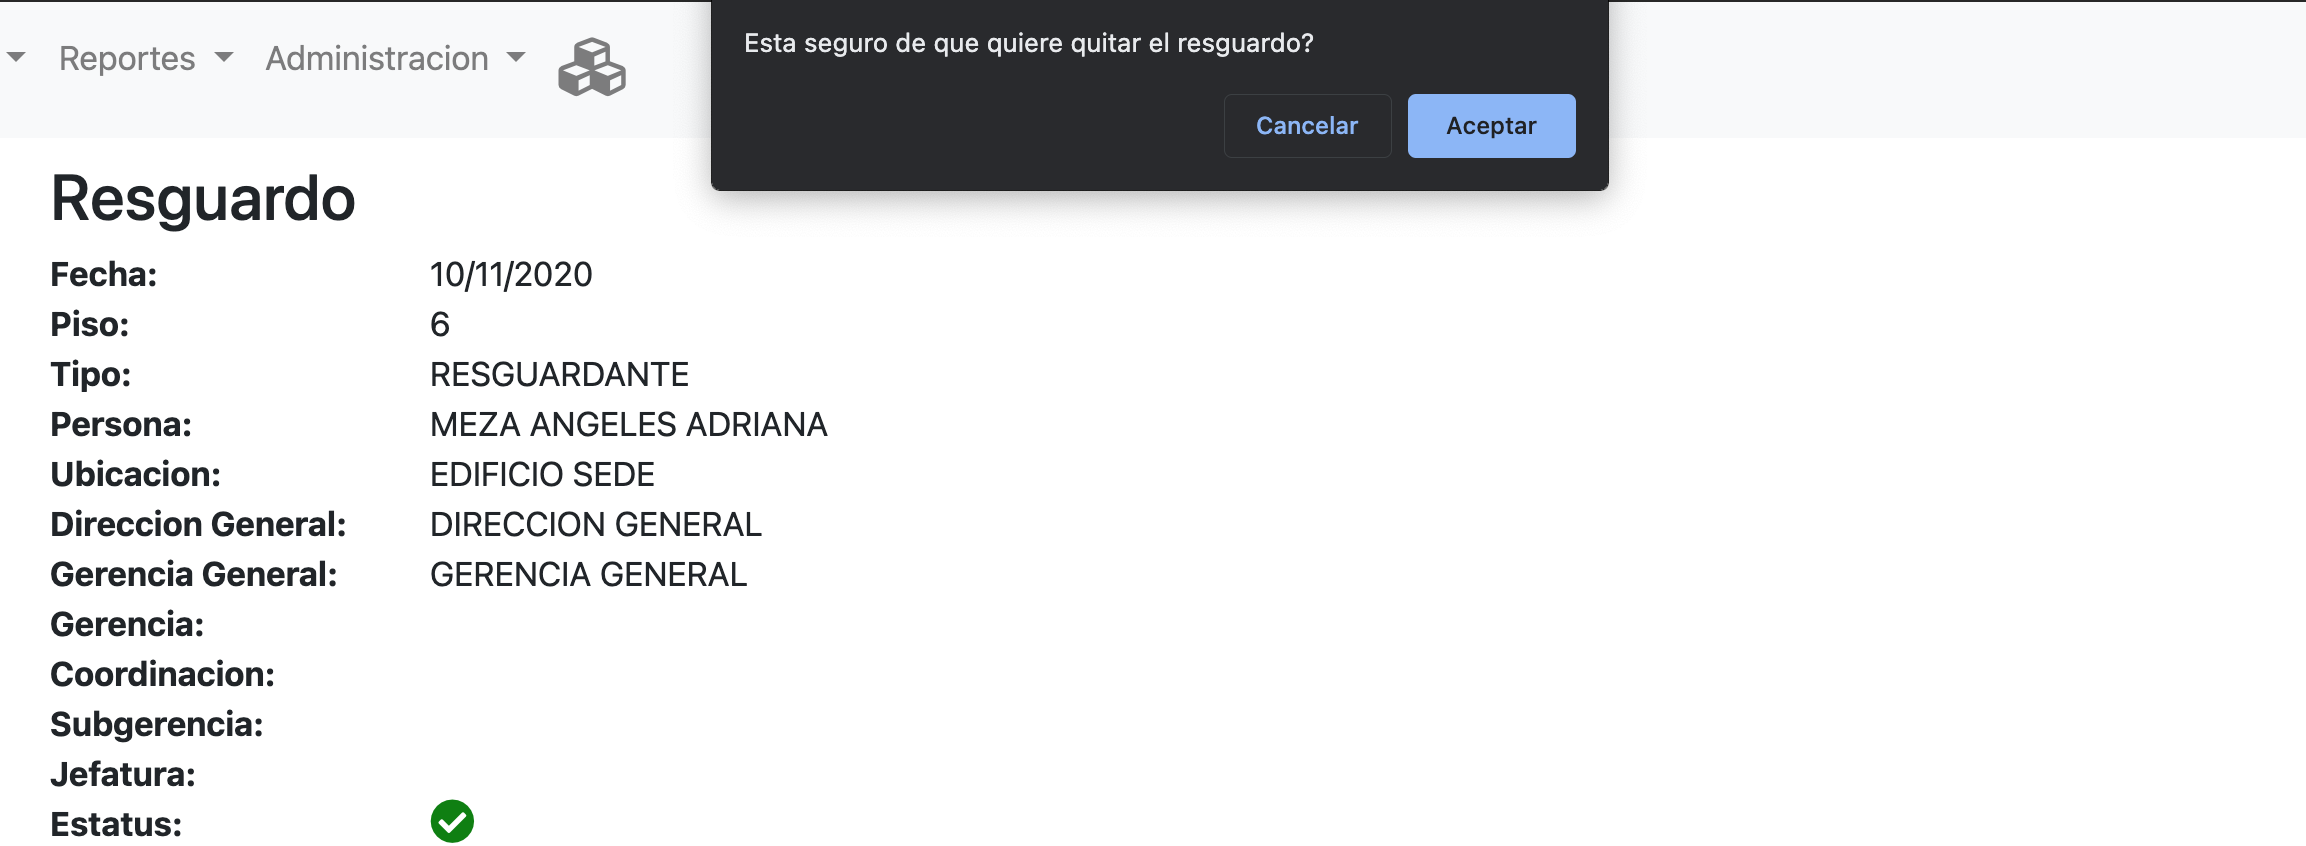 Reportes Administracion
Esta seguro de que quiere quitar el resguardo?
Cancelar Aceptar
Resguardo
Fecha: 10/11/2020
Piso: 6
Tipo: RESGUARDANTE
Persona: MEZA ANGELES ADRIANA
Ubicacion: EDIFICIO SEDE
Direccion General: DIRECCION GENERAL
Gerencia General: GERENCIA GENERAL
Gerencia:
Coordinacion:
Subgerencia:
Jefatura:
Estatus: